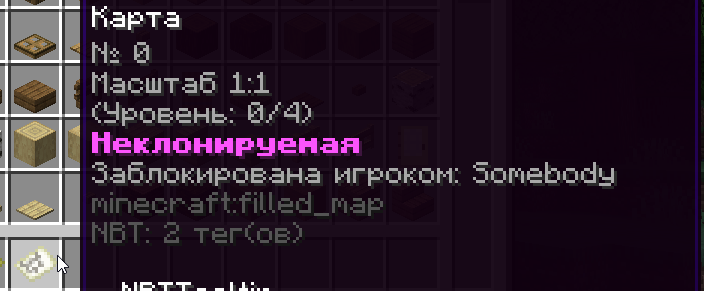 Карта
№ 0
Масштаб 1:1
(Уровень: 0/4)
Неклонируемая
Заблокирована игроком: Somebody
minecraft:filled_map
NBT: 2 тег(ов)